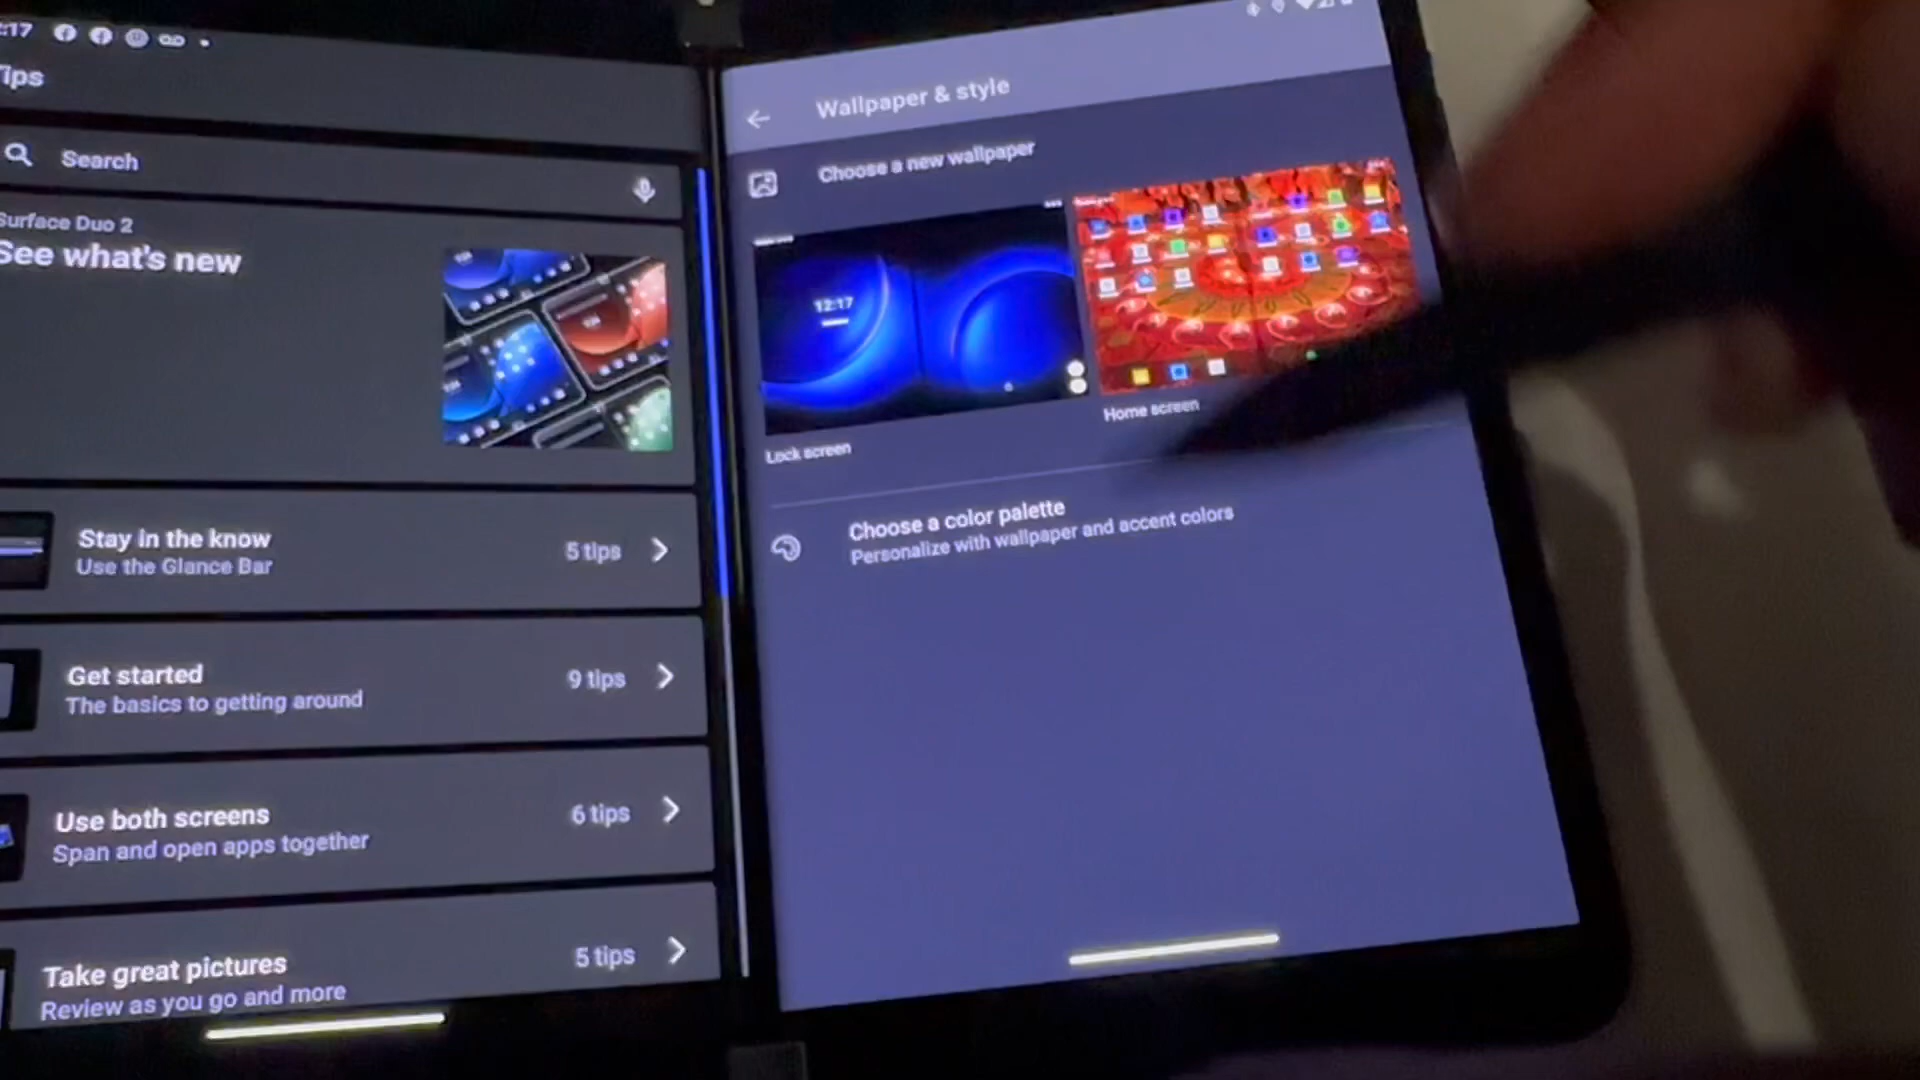 :17
Tips
Search
Surface Duo 2
See what's new
Stay in the know
Use the Glance Bar
5 tips
Get started
The basics to getting around
9 tips
Use both screens
Span and open apps together
6 tips
Take great pictures
Review as you go and more
5 tips
Wallpaper & style
Choose a new wallpaper
12:17
Lock screen
Home screen
Choose a color palette
Personalize with wallpaper and accent colors